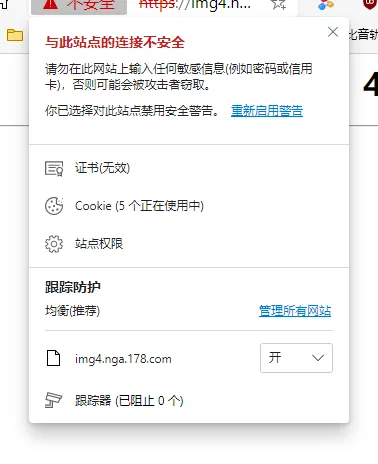 不安全 https://img4.ng...
与此站点的连接不安全
请勿在此网站上输入任何敏感信息(例如密码或信用
卡)，否则可能会被攻击者窃取。
你已选择对此站点禁用安全警告。 重新启用警告
证书(无效)
Cookie (5 个正在使用中)
站点权限
跟踪防护
均衡(推荐) 管理所有网站
img4.nga.178.com 开
跟踪器 (已阻止 0 个)
4